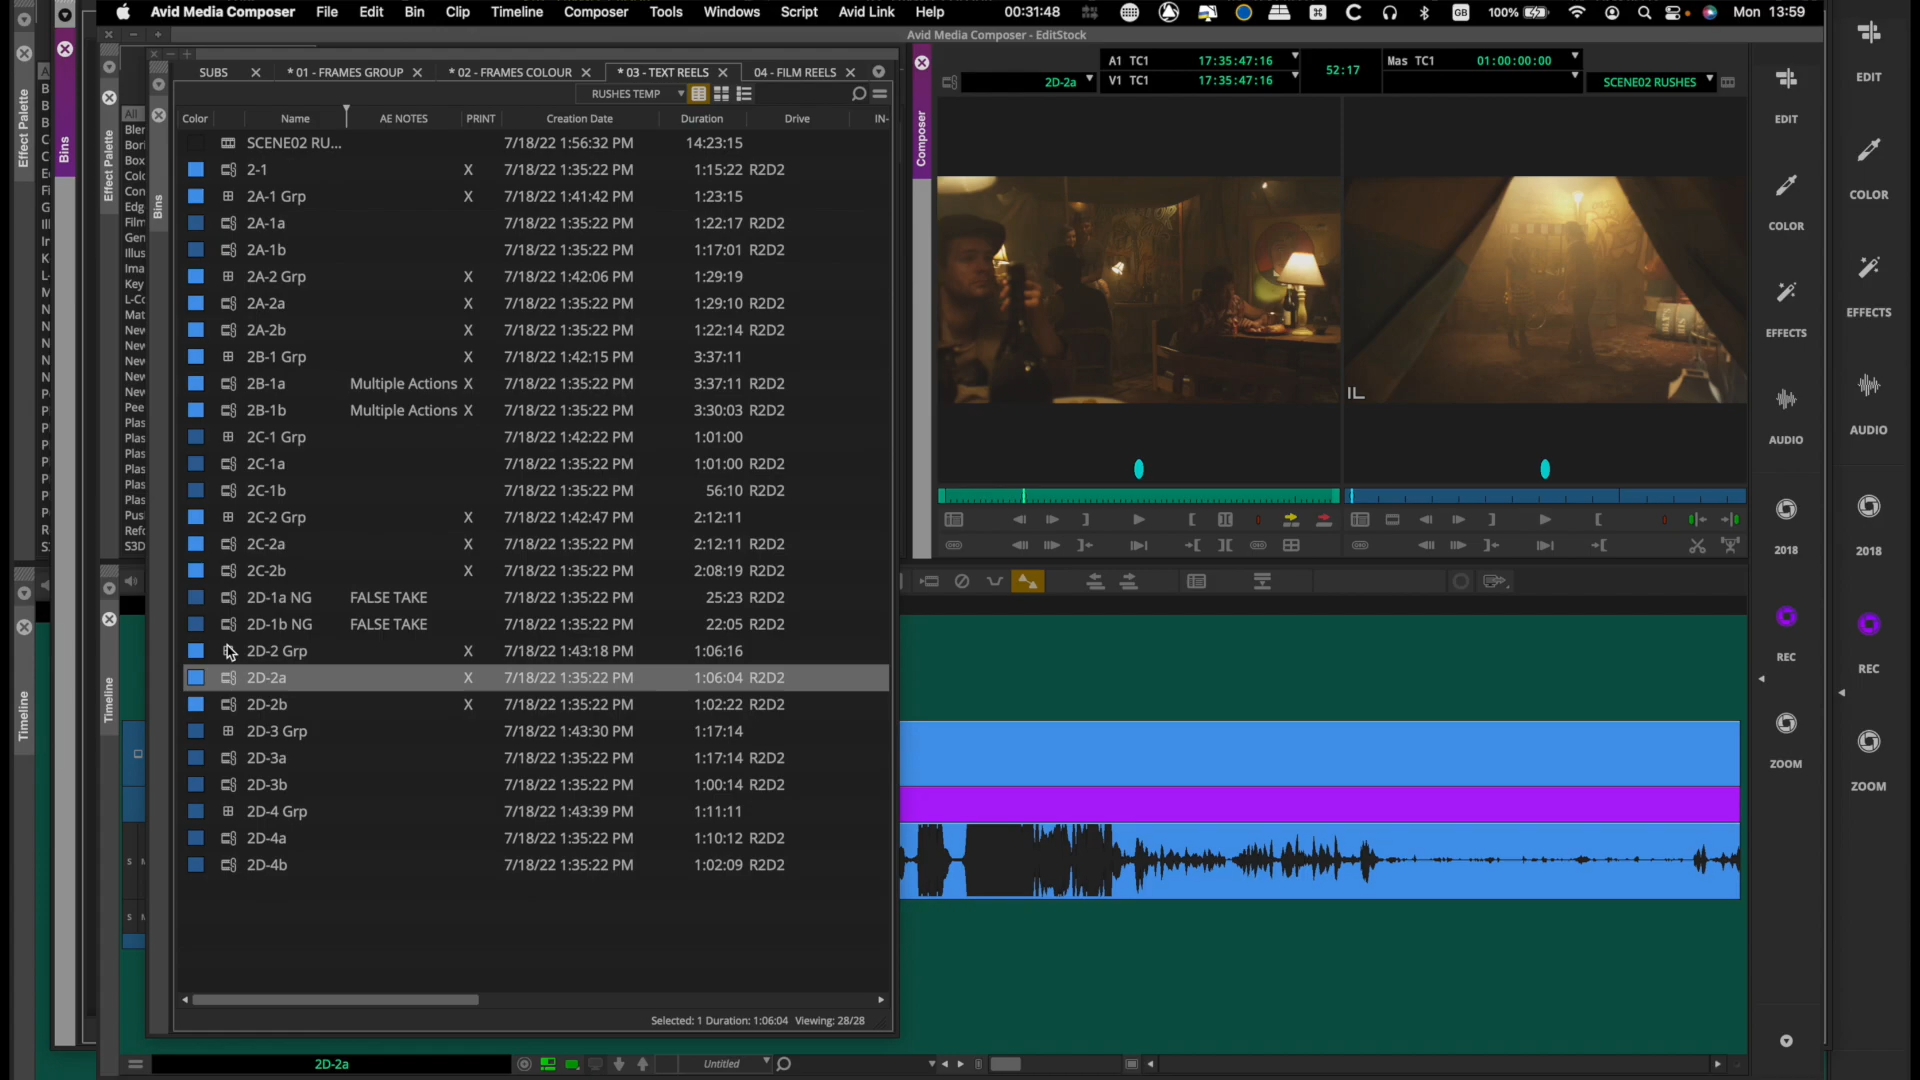 Avid Media Composer File Edit Bin Clip Timeline Composer Tools Windows Script Avid Link Help 00:31:48 GB 100% Mon 13:59
Avid Media Composer - EditStock
SUBS * 01 - FRAMES GROUP * 02 - FRAMES COLOUR * 03 - TEXT REELS 04 - FILM REELS
RUSHES TEMP
Color Name AE NOTES PRINT Creation Date Duration Drive IN-
SCENE02 RU... 7/18/22 1:56:32 PM 14:23:15
2-1 X 7/18/22 1:35:22 PM 1:15:22 R2D2
2A-1 Grp X 7/18/22 1:41:42 PM 1:23:15
2A-1a 7/18/22 1:35:22 PM 1:22:17 R2D2
2A-1b 7/18/22 1:35:22 PM 1:17:01 R2D2
2A-2 Grp X 7/18/22 1:42:06 PM 1:29:19
2A-2a X 7/18/22 1:35:22 PM 1:29:10 R2D2
2A-2b X 7/18/22 1:35:22 PM 1:22:14 R2D2
2B-1 Grp X 7/18/22 1:42:15 PM 3:37:11
2B-1a Multiple Actions X 7/18/22 1:35:22 PM 3:37:11 R2D2
2B-1b Multiple Actions X 7/18/22 1:35:22 PM 3:30:03 R2D2
2C-1 Grp 7/18/22 1:42:22 PM 1:01:00
2C-1a 7/18/22 1:35:22 PM 1:01:00 R2D2
2C-1b 7/18/22 1:35:22 PM 56:10 R2D2
2C-2 Grp X 7/18/22 1:42:47 PM 2:12:11
2C-2a X 7/18/22 1:35:22 PM 2:12:11 R2D2
2C-2b X 7/18/22 1:35:22 PM 2:08:19 R2D2
2D-1a NG FALSE TAKE 7/18/22 1:35:22 PM 25:23 R2D2
2D-1b NG FALSE TAKE 7/18/22 1:35:22 PM 22:05 R2D2
2D-2 Grp X 7/18/22 1:43:18 PM 1:06:16
2D-2a X 7/18/22 1:35:22 PM 1:06:04 R2D2
2D-2b X 7/18/22 1:35:22 PM 1:02:22 R2D2
2D-3 Grp 7/18/22 1:43:30 PM 1:17:14
2D-3a 7/18/22 1:35:22 PM 1:17:14 R2D2
2D-3b 7/18/22 1:35:22 PM 1:00:14 R2D2
2D-4 Grp 7/18/22 1:43:39 PM 1:11:11
2D-4a 7/18/22 1:35:22 PM 1:10:12 R2D2
2D-4b 7/18/22 1:35:22 PM 1:02:09 R2D2
Selected: 1 Duration: 1:06:04 Viewing: 28/28
2D-2a
Untitled
Effect Palette
Bins
Timeline
Effect Palette
Bins
Timeline
All
Composer
2D-2a
A1 TC1 17:35:47:16
V1 TC1 17:35:47:16
52:17
Mas TC1 01:00:00:00
SCENE02 RUSHES
EDIT
COLOR
EFFECTS
AUDIO
2018
REC
ZOOM
EDIT
COLOR
EFFECTS
AUDIO
2018
REC
ZOOM